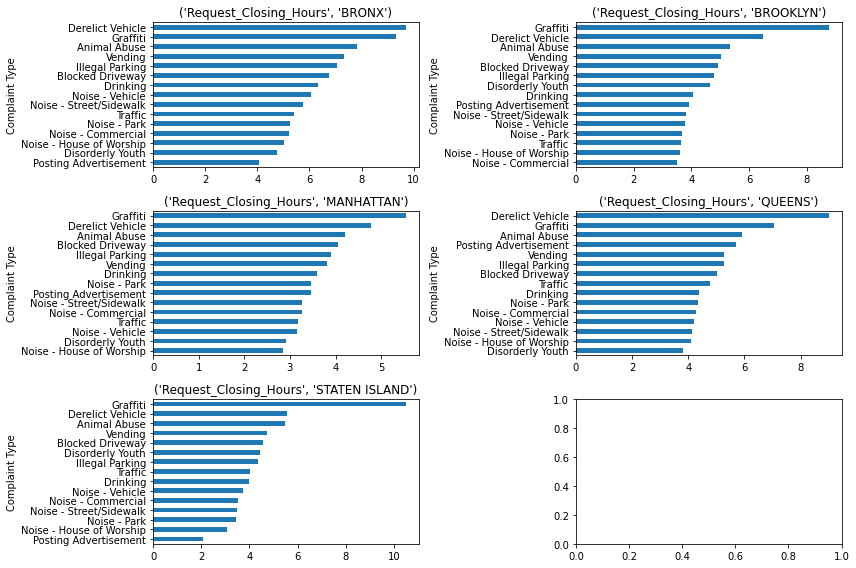 ('Request_Closing_Hours', 'BRONX')
Complaint Type
Derelict Vehicle
Graffiti
Animal Abuse
Vending
Illegal Parking
Blocked Driveway
Drinking
Noise - Vehicle
Noise - Street/Sidewalk
Traffic
Noise - Park
Noise - Commercial
Noise - House of Worship
Disorderly Youth
Posting Advertisement
0 2 4 6 8 10
('Request_Closing_Hours', 'BROOKLYN')
Complaint Type
Graffiti
Derelict Vehicle
Animal Abuse
Vending
Blocked Driveway
Illegal Parking
Disorderly Youth
Drinking
Posting Advertisement
Noise - Street/Sidewalk
Noise - Vehicle
Noise - Park
Traffic
Noise - House of Worship
Noise - Commercial
0 2 4 6 8
('Request_Closing_Hours', 'MANHATTAN')
Complaint Type
Graffiti
Derelict Vehicle
Animal Abuse
Blocked Driveway
Illegal Parking
Vending
Drinking
Noise - Park
Posting Advertisement
Noise - Street/Sidewalk
Noise - Commercial
Traffic
Noise - Vehicle
Disorderly Youth
Noise - House of Worship
0 1 2 3 4 5
('Request_Closing_Hours', 'QUEENS')
Complaint Type
Derelict Vehicle
Graffiti
Animal Abuse
Posting Advertisement
Vending
Illegal Parking
Blocked Driveway
Traffic
Drinking
Noise - Park
Noise - Commercial
Noise - Vehicle
Noise - Street/Sidewalk
Noise - House of Worship
Disorderly Youth
0 2 4 6 8
('Request_Closing_Hours', 'STATEN ISLAND')
Complaint Type
Graffiti
Derelict Vehicle
Animal Abuse
Vending
Blocked Driveway
Disorderly Youth
Illegal Parking
Traffic
Drinking
Noise - Vehicle
Noise - Commercial
Noise - Street/Sidewalk
Noise - Park
Noise - House of Worship
Posting Advertisement
0 2 4 6 8 10
1.0
0.8
0.6
0.4
0.2
0.0
0.0 0.2 0.4 0.6 0.8 1.0